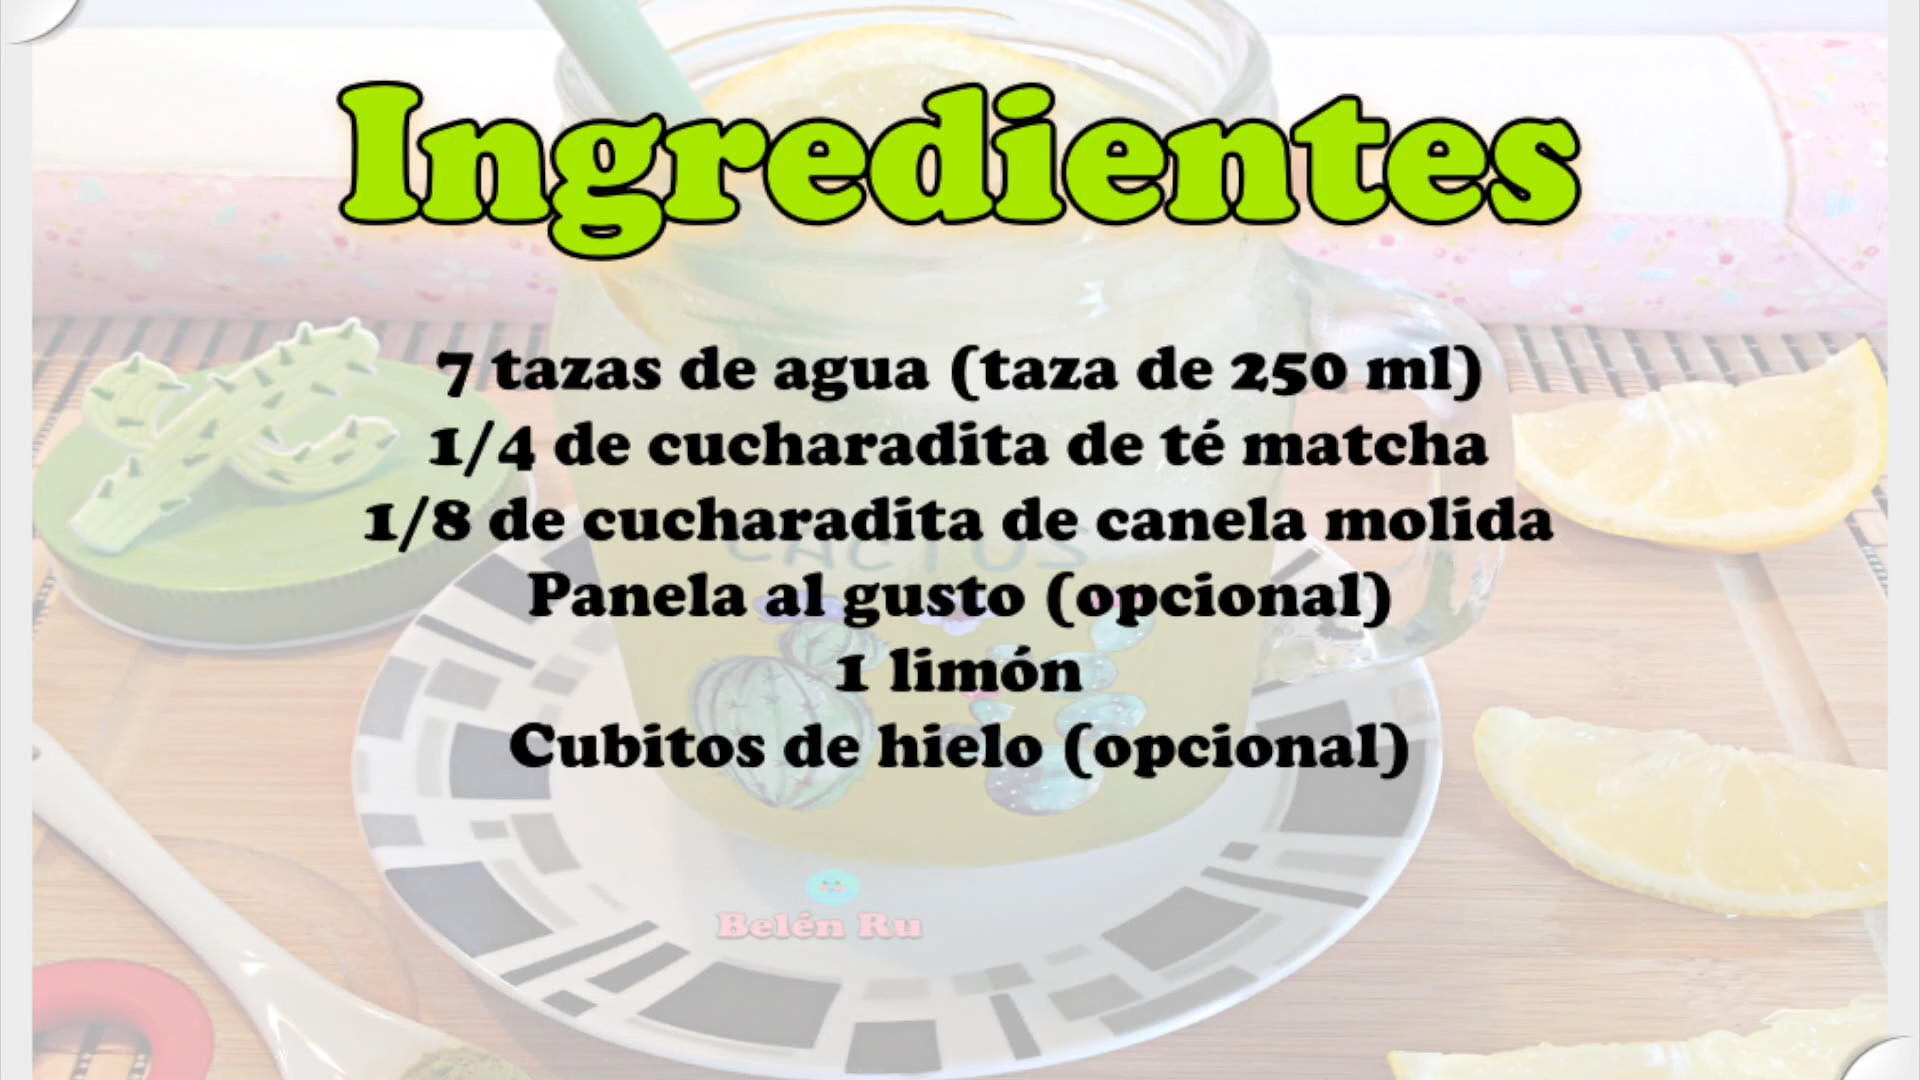 Ingredientes
7 tazas de agua (taza de 250 ml)
1/4 de cucharadita de té matcha
1/8 de cucharadita de canela molida
Panela al gusto (opcional)
CACTUS
1 limón
Cubitos de hielo (opcional)
Belén Ru